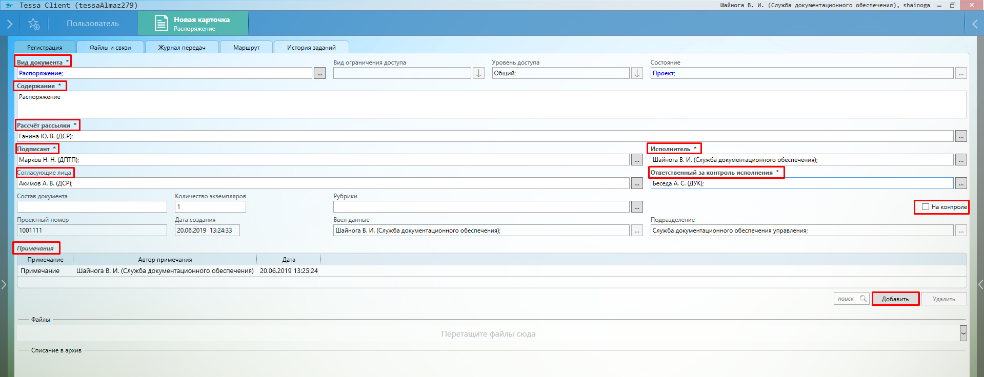 Tessa Client (tessaAlmaz279)
Шайнога В. И. (Служба документационного обеспечения), shainoga
Пользователь
Новая карточка
Распоряжение
Регистрация
Файлы и связи
Журнал передач
Маршрут
История заданий
Вид документа *
Вид ограничения доступа
Уровень доступа
Состояние
Распоряжение;
Общий;
Проект;
Содержание *
Распоряжение
Рассчёт рассылки *
Ганина Ю. В. (ДСР);
Подписант *
Исполнитель *
Марков Н. Н. (ДПТП);
Шайнога В. И. (Служба документационного обеспечения);
Согласующие лица
Ответственный за контроль исполнения *
Акимов А. Б. (ДСР);
Беседа А. С. (ДУК);
Состав документа
Количество экземпляров
Рубрики
1
На контроле
Проектный номер
Дата создания
Ввел данные
Подразделение
1001111
20.06.2019 13:24:33
Шайнога В. И. (Служба документационного обеспечения);
Служба документационного обеспечения управления;
Примечания
Примечание
Автор примечания
Дата
Примечание
Шайнога В. И. (Служба документационного обеспечения)
20.06.2019 13:25:24
поиск
Добавить
Удалить
Файлы
Перетащите файлы сюда
Списание в архив